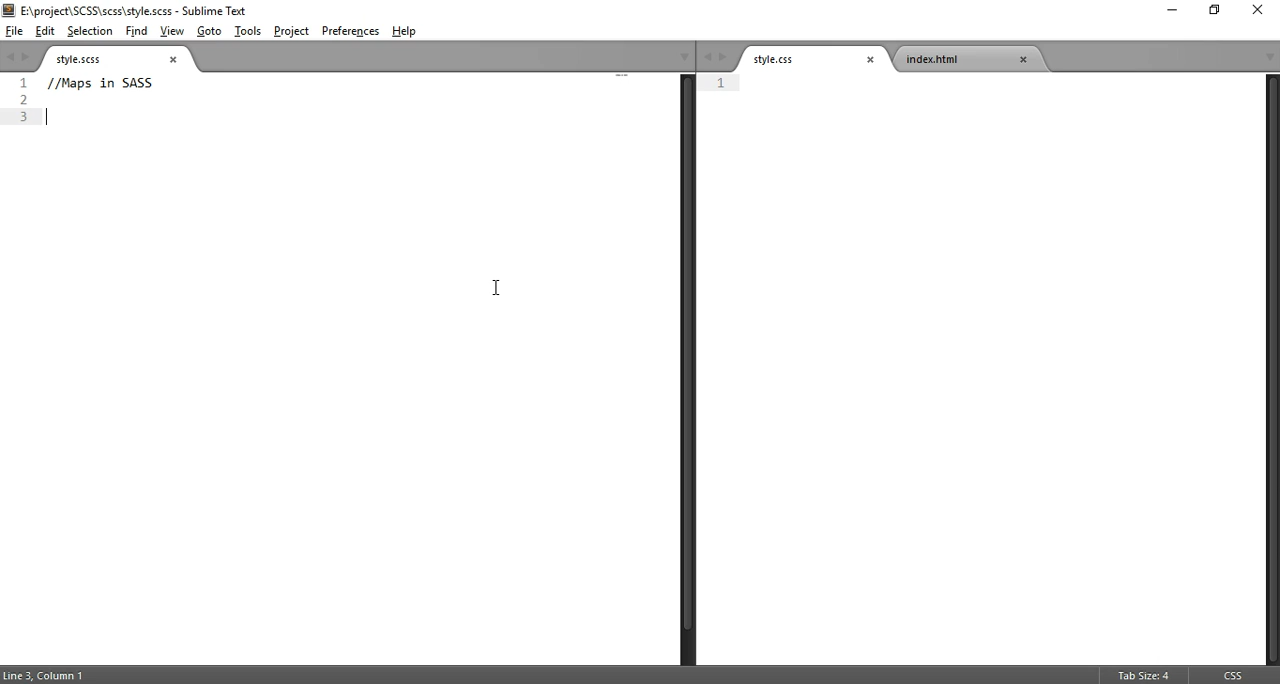 E:\project\SCSS\scss\style.scss - Sublime Text
File Edit Selection Find View Goto Tools Project Preferences Help
style.scss
style.css
index.html
1 //Maps in SASS
2
3
1
Line 3, Column 1
Tab Size: 4
CSS